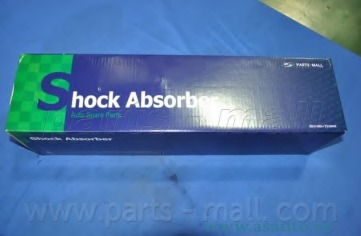 PARTS-MALL
Shock Absorber
Auto Spare Parts
Shock Absorber
www.parts-mall.com